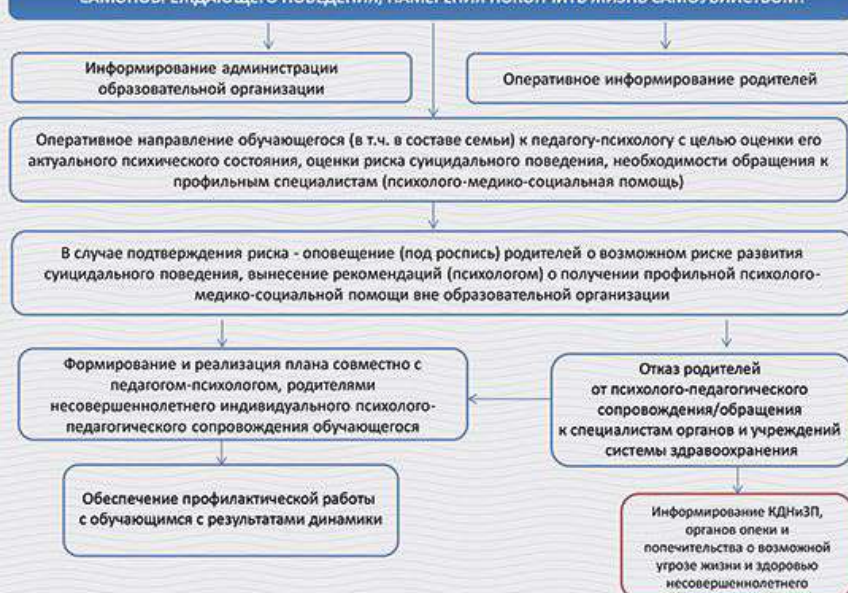 ПОВЕДЕНИЯ, НАМЕРЕНИЯ ПОКОНЧИТЬ ЖИЗНЬ САМОУБИЙСТВОМ:
Информирование администрации
образовательной организации
Оперативное информирование родителей
Оперативное направление обучающегося (в т.ч. в составе семьи) к педагогу-психологу с целью оценки его
актуального психического состояния, оценки риска суицидального поведения, необходимости обращения к
профильным специалистам (психолого-медико-социальная помощь)
В случае подтверждения риска - оповещение (под роспись) родителей о возможном риске развития
суицидального поведения, вынесение рекомендаций (психологом) о получении профильной психолого-
медико-социальной помощи вне образовательной организации
Формирование и реализация плана совместно с
педагогом-психологом, родителями
несовершеннолетнего индивидуального психолого-
педагогического сопровождения обучающегося
Отказ родителей
от психолого-педагогического
сопровождения/обращения
к специалистам органов и учреждений
системы здравоохранения
Обеспечение профилактической работы
с обучающимся с результатами динамики
Информирование КДНиЗП,
органов опеки и
попечительства о возможной
угрозе жизни и здоровью
несовершеннолетнего